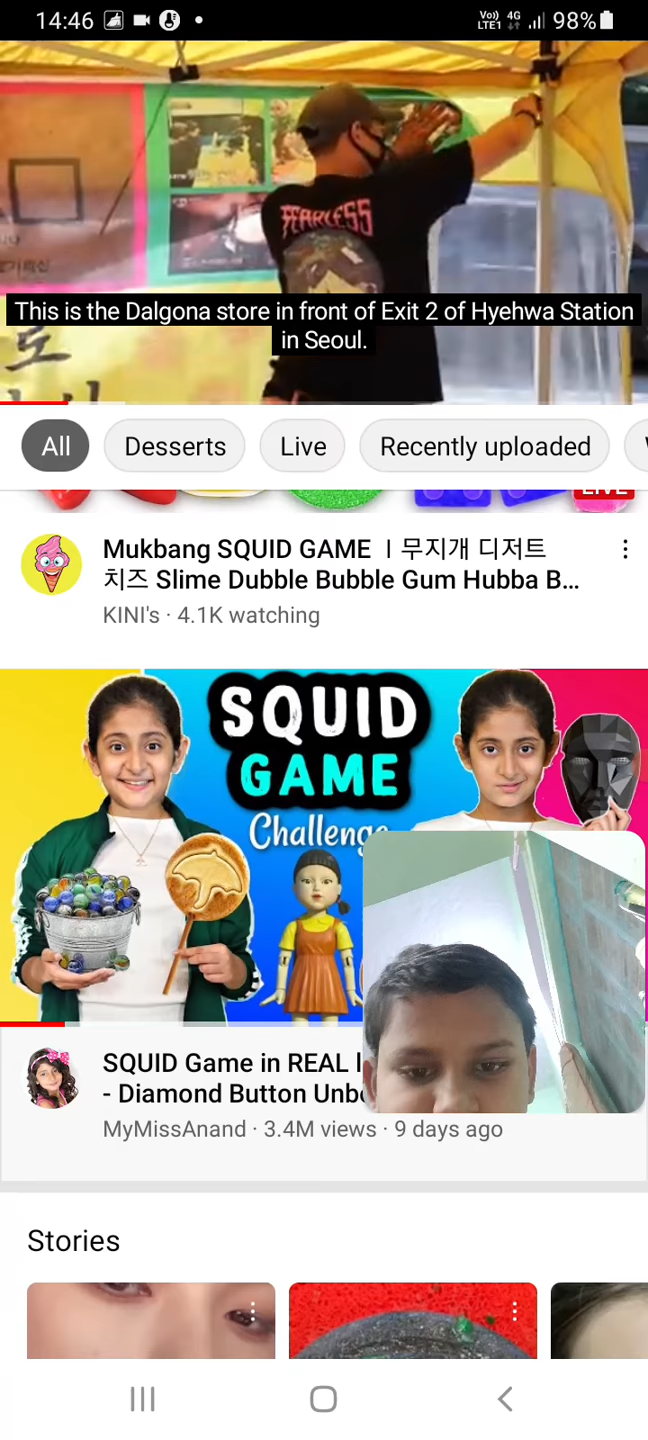 14:46
Vo) 4G
LTE1
98%
FEARLESS
This is the Dalgona store in front of Exit 2 of Hyehwa Station
in Seoul.
All
Desserts
Live
Recently uploaded
LIVE
Mukbang SQUID GAME ㅣ무지개 디저트
치즈 Slime Dubble Bubble Gum Hubba B...
KINI's · 4.1K watching
SQUID
GAME
Challenge
SQUID Game in REAL
- Diamond Button
MyMissAnand · 3.4M views · 9 days ago
Stories